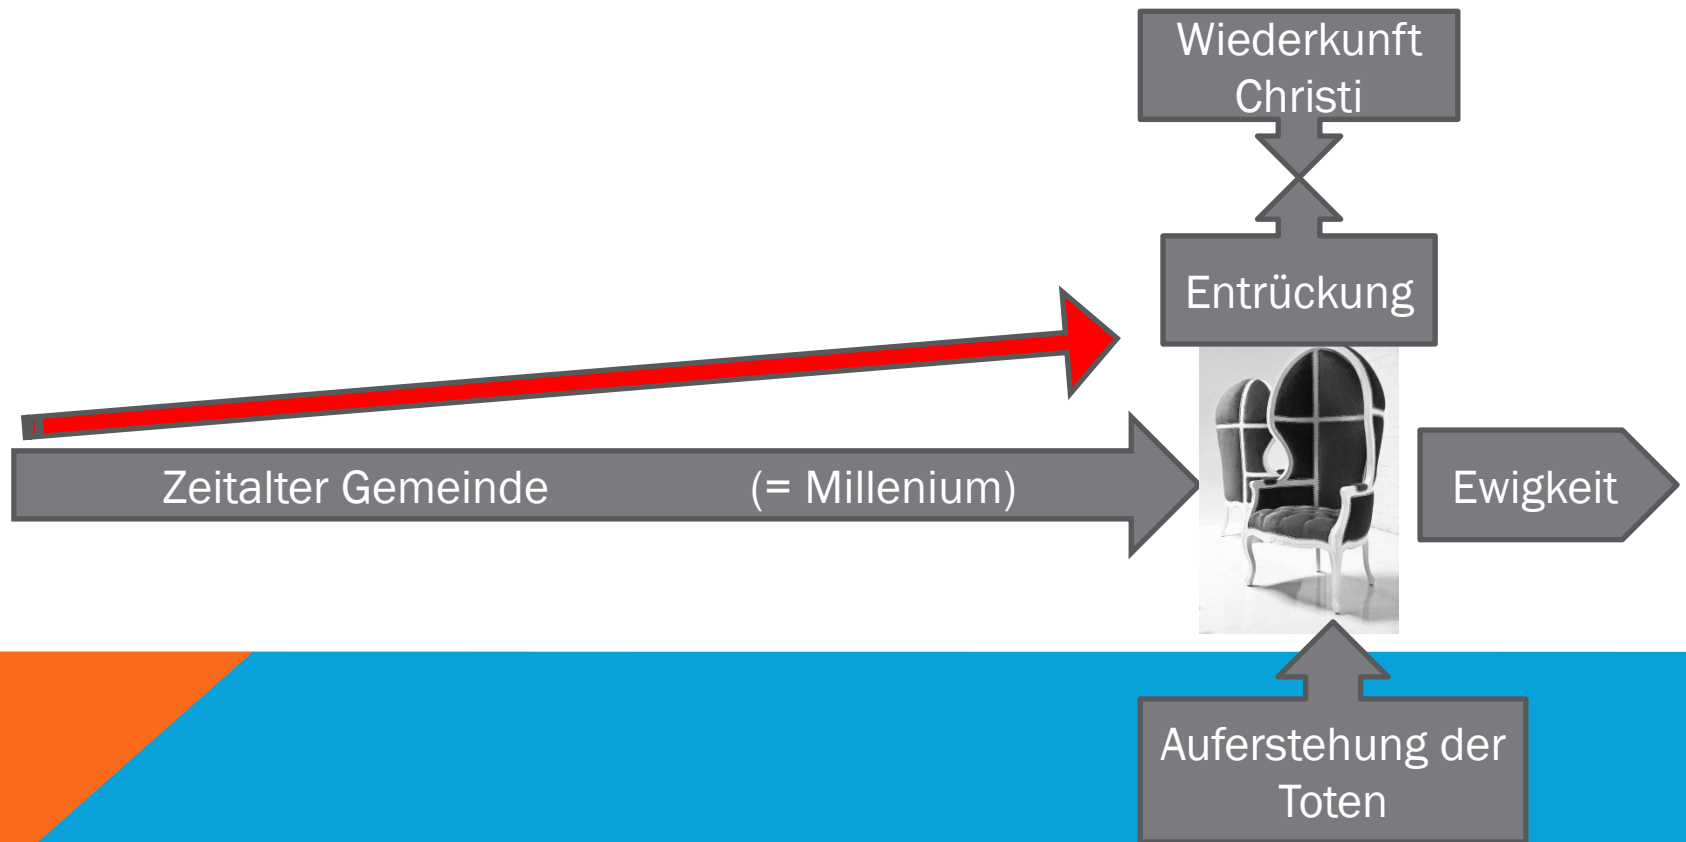 Wiederkunft
Christi
Entrückung
Zeitalter Gemeinde (= Millenium)
Ewigkeit
Auferstehung der
Toten